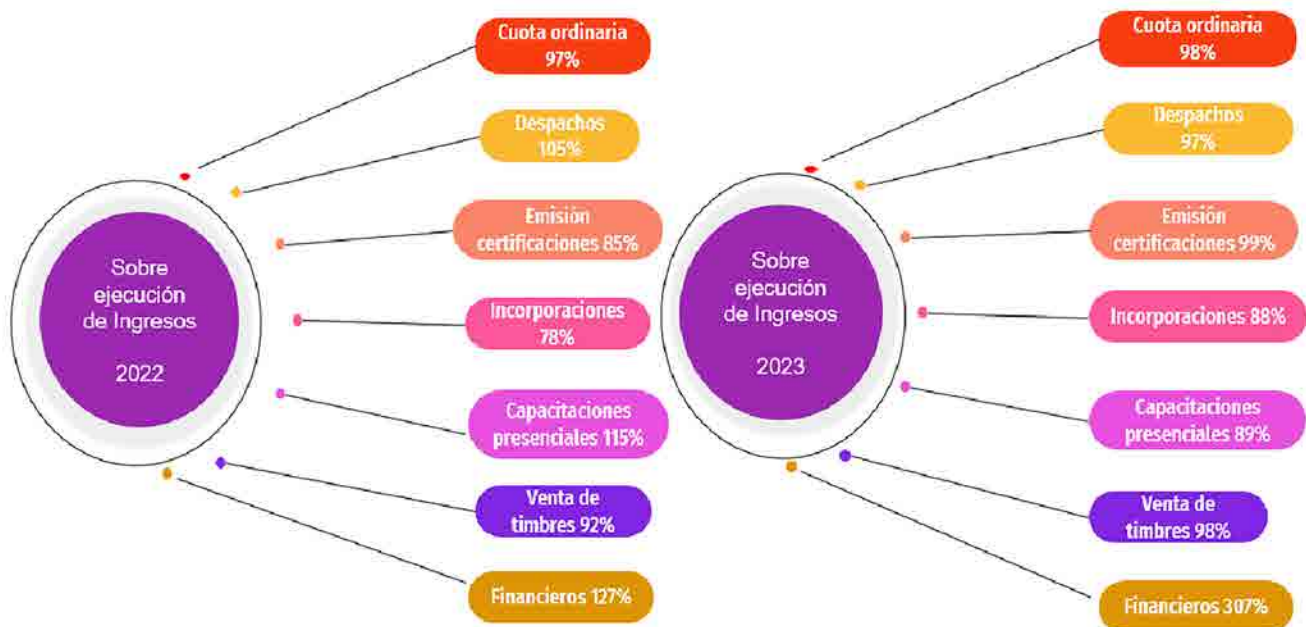 Cuota ordinaria
97%
Despachos
105%
Emisión
certificaciones 85%
Incorporaciones
78%
Capacitaciones
presenciales 115%
Venta de
timbres 92%
Financieros 127%
Sobre
ejecución
de Ingresos
2022
Cuota ordinaria
98%
Despachos
97%
Emisión
certificaciones 99%
Incorporaciones 88%
Capacitaciones
presenciales 89%
Venta de
timbres 98%
Financieros 307%
Sobre
ejecución
de Ingresos
2023